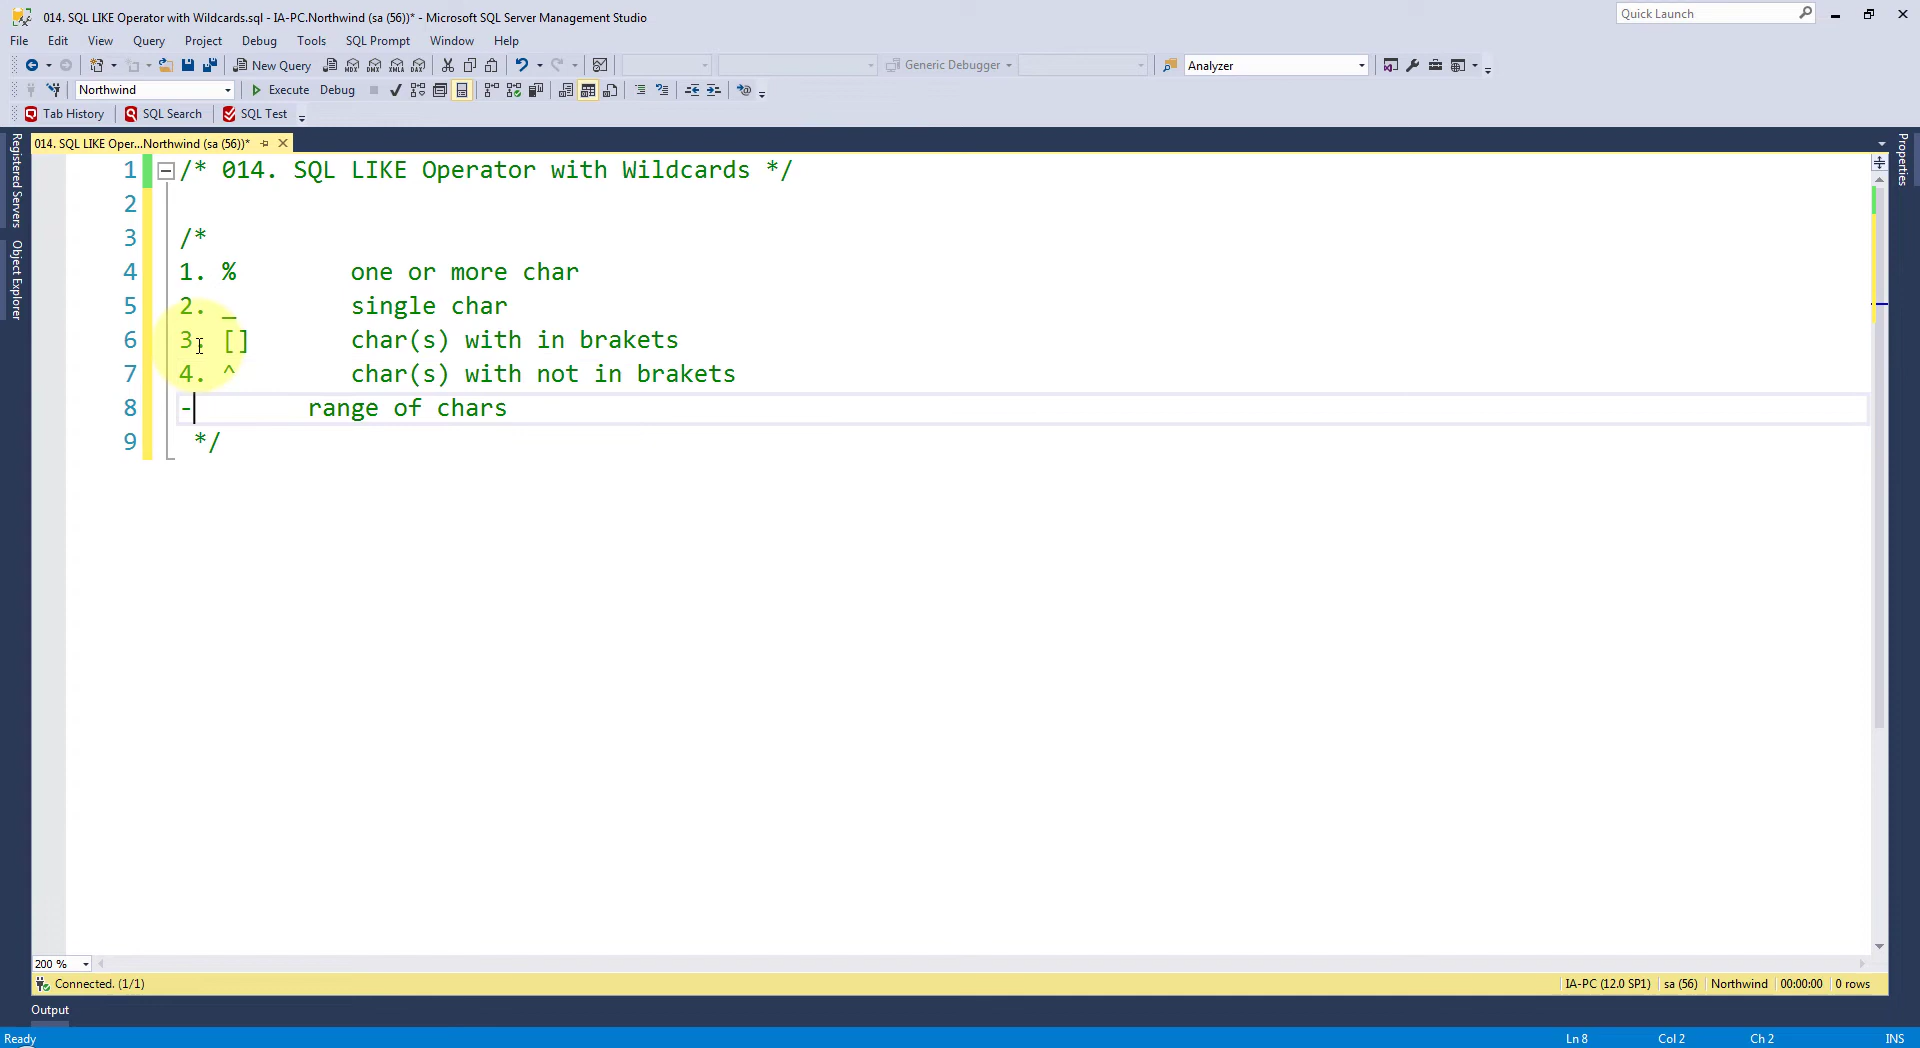 014. SQL LIKE Operator with Wildcards.sql - IA-PC.Northwind (sa (56))* - Microsoft SQL Server Management Studio
Quick Launch
File Edit View Query Project Debug Tools SQL Prompt Window Help
New Query MDX DMX XMLA DAX Generic Debugger Analyzer
Northwind Execute Debug
Tab History SQL Search SQL Test
014. SQL LIKE Oper...Northwind (sa (56))*
Registered Servers
Object Explorer
Properties
1 /* 014. SQL LIKE Operator with Wildcards */
2
3 /*
4 1. % one or more char
5 2. _ single char
6 3. [] char(s) with in brakets
7 4. ^ char(s) with not in brakets
8 - range of chars
9 */
200 %
Connected. (1/1) IA-PC (12.0 SP1) sa (56) Northwind 00:00:00 0 rows
Output
Ready Ln 8 Col 2 Ch 2 INS